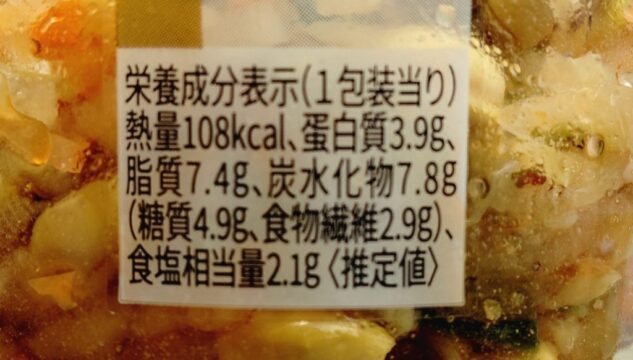 栄養成分表示(1包装当り)
熱量108kcal、蛋白質3.9g、
脂質7.4g、炭水化物7.8g
(糖質4.9g、食物繊維2.9g)、
食塩相当量2.1g〈推定値〉